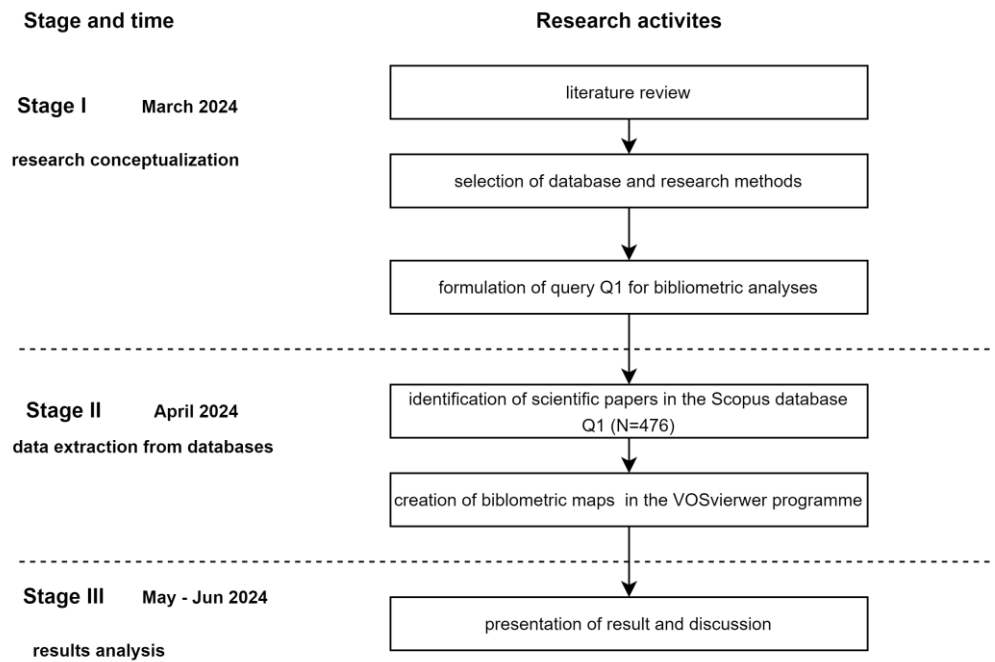 Stage and time
Research activites
Stage I March 2024
research conceptualization
literature review
selection of database and research methods
formulation of query Q1 for bibliometric analyses
Stage II April 2024
data extraction from databases
identification of scientific papers in the Scopus database
Q1 (N=476)
creation of biblometric maps in the VOSvierwer programme
Stage III May - Jun 2024
results analysis
presentation of result and discussion